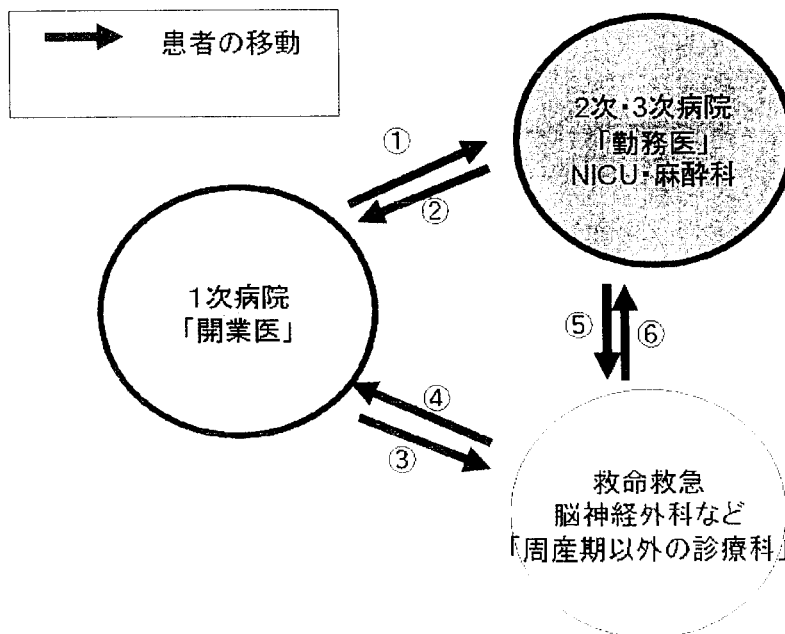 患者の移動
2次・3次病院
「勤務医」
NICU・麻酔科
①
②
1次病院
「開業医」
⑤
⑥
④
③
救命救急
脳神経外科など
「周産期以外の診療科」